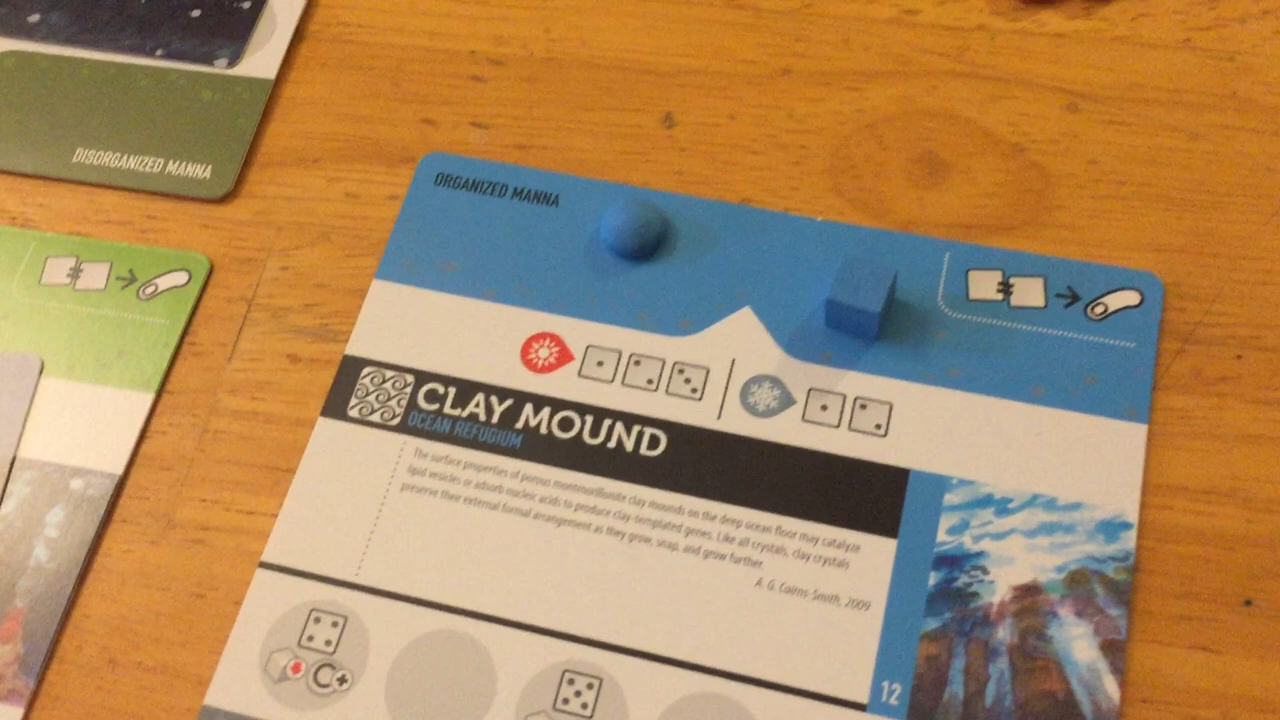 DISORGANIZED MANNA
ORGANIZED MANNA
CLAY MOUND
OCEAN REFUGIUM
The surface properties of porous montmorillonite clay mounds on the deep ocean floor may catalyze
lipid vesicles or adsorb nucleic acids to produce clay-templated genes. Like all crystals, clay crystals
preserve their external formal arrangement as they grow, snap, and grow further.
A. G. Cairns-Smith, 2009
C+
12